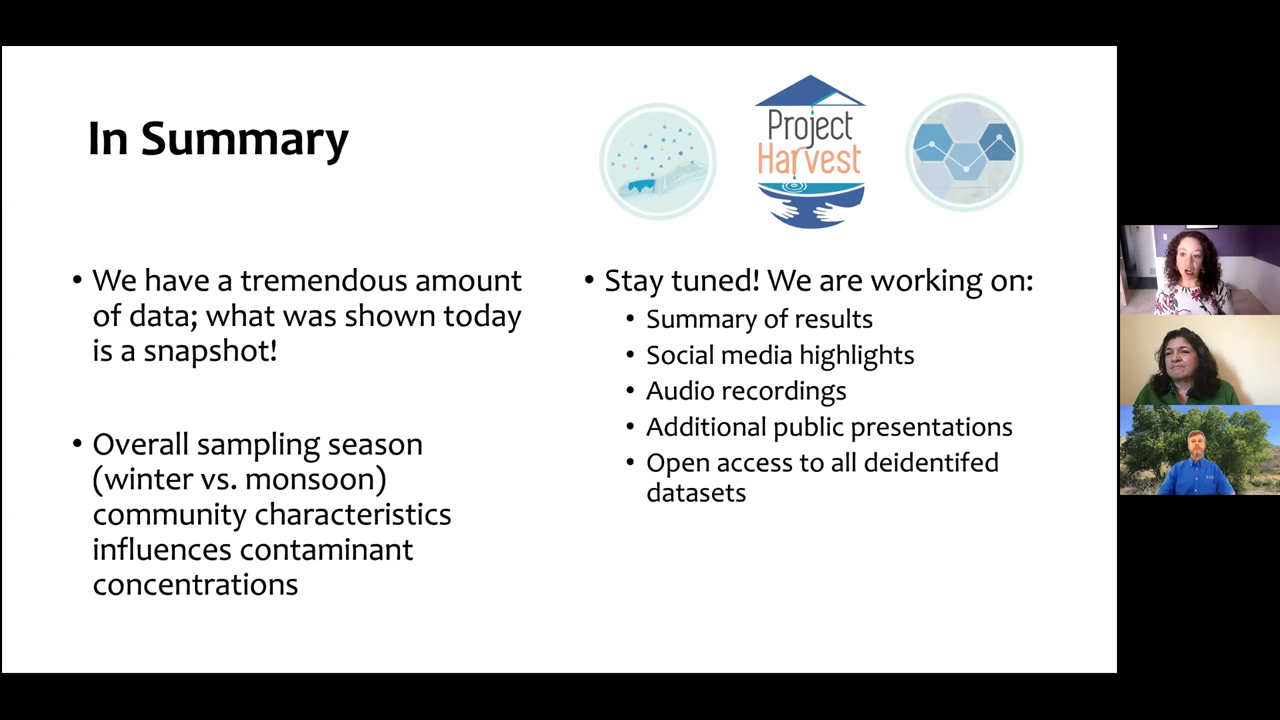 In Summary
Project
Harvest
• We have a tremendous amount
of data; what was shown today
is a snapshot!
• Overall sampling season
(winter vs. monsoon)
community characteristics
influences contaminant
concentrations
• Stay tuned! We are working on:
• Summary of results
• Social media highlights
• Audio recordings
• Additional public presentations
• Open access to all deidentifed
datasets